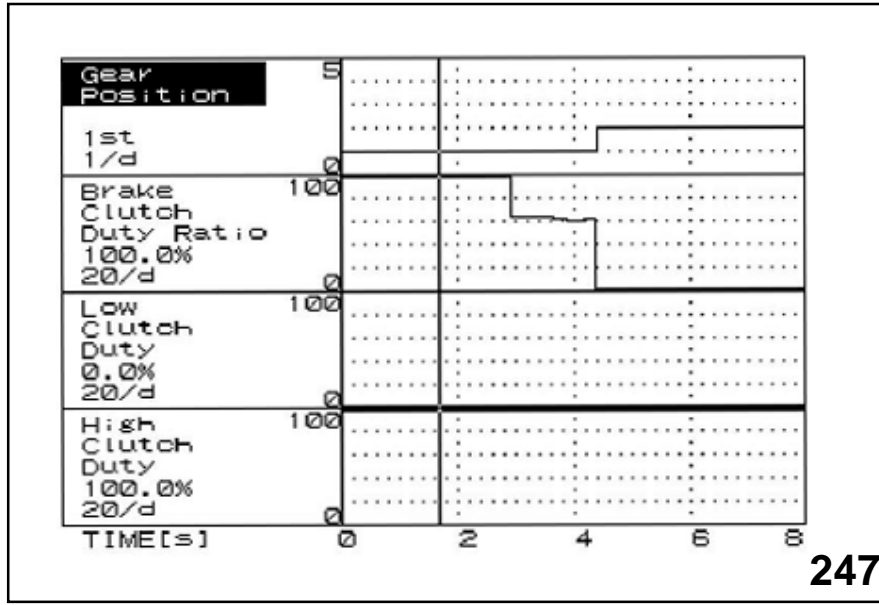 Gear
Position
1st
1/d
5
0
Brake
Clutch
Duty Ratio
100.0%
20/d
100
0
Low
Clutch
Duty
0.0%
20/d
100
0
High
Clutch
Duty
100.0%
20/d
100
0
TIME[s] 0 2 4 6 8
247